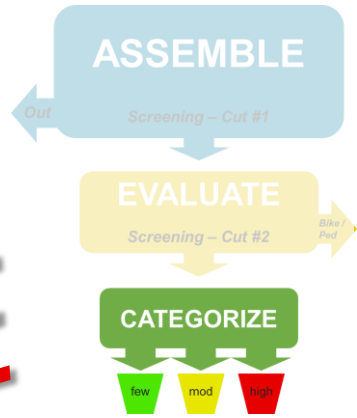 ASSEMBLE
Out
Screening – Cut #1
EVALUATE
Screening – Cut #2
Bike /
Ped
CATEGORIZE
few mod high